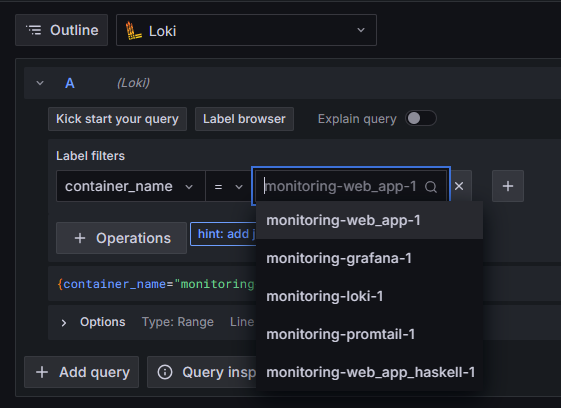 Outline
Loki
A
(Loki)
Kick start your query
Label browser
Explain query
Label filters
container_name
=
monitoring-web_app-1
monitoring-web_app-1
monitoring-grafana-1
monitoring-loki-1
monitoring-promtail-1
monitoring-web_app_haskell-1
+ Operations
hint: add j
{container_name="monitoring
Options Type: Range Line
+ Add query
Query insp